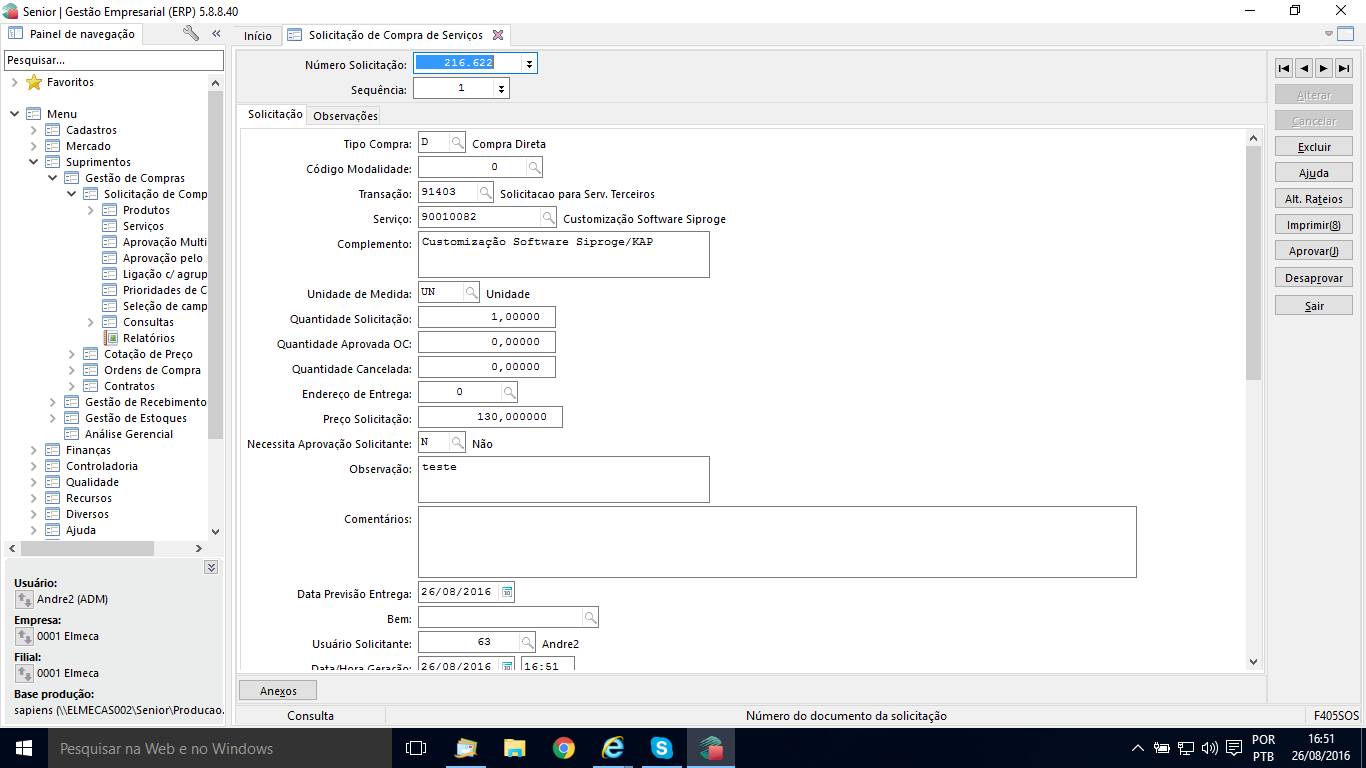 Senior | Gestão Empresarial (ERP) 5.8.8.40
Painel de navegação
Início
Solicitação de Compra de Serviços
Pesquisar...
Favoritos
Menu
Cadastros
Mercado
Suprimentos
Gestão de Compras
Solicitação de Comp
Produtos
Serviços
Aprovação Multi
Aprovação pelo
Ligação c/ agrup
Prioridades de C
Seleção de camp
Consultas
Relatórios
Cotação de Preço
Ordens de Compra
Contratos
Gestão de Recebimento
Gestão de Estoques
Análise Gerencial
Finanças
Controladoria
Qualidade
Recursos
Diversos
Ajuda
Usuário:
Andre2 (ADM)
Empresa:
0001 Elmeca
Filial:
0001 Elmeca
Base produção:
sapiens (\\ELMECAS002\Senior\Producao.
Número Solicitação: 216.622
Sequência: 1
Solicitação Observações
Tipo Compra: D Compra Direta
Código Modalidade: 0
Transação: 91403 Solicitacao para Serv. Terceiros
Serviço: 90010082 Customização Software Siproge
Complemento: Customização Software Siproge/KAP
Unidade de Medida: UN Unidade
Quantidade Solicitação: 1,00000
Quantidade Aprovada OC: 0,00000
Quantidade Cancelada: 0,00000
Endereço de Entrega: 0
Preço Solicitação: 130,000000
Necessita Aprovação Solicitante: N Não
Observação: teste
Comentários:
Data Previsão Entrega: 26/08/2016
Bem:
Usuário Solicitante: 63 Andre2
Data/Hora Geração: 26/08/2016 16:51
Anexos
Alterar
Cancelar
Excluir
Ajuda
Alt. Rateios
Imprimir(8)
Aprovar(J)
Desaprovar
Sair
Consulta
Número do documento da solicitação
F405SOS
Pesquisar na Web e no Windows
POR
PTB
16:51
26/08/2016